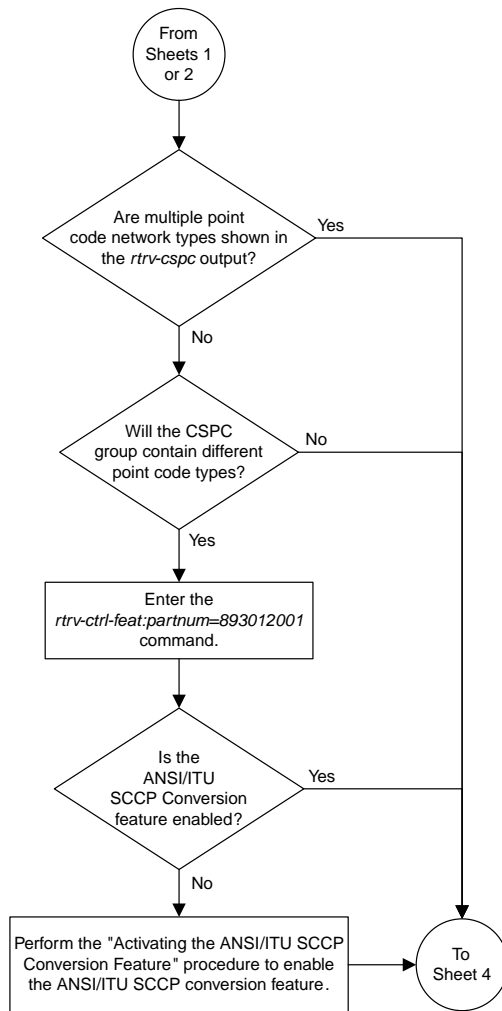 From
Sheets 1
or 2
Are multiple point
code network types shown in
the rtrv-cspc output?
Yes
No
Will the CSPC
group contain different
point code types?
No
Yes
Enter the
rtrv-ctrl-feat:partnum=893012001
command.
Is the
ANSI/ITU
SCCP Conversion
feature enabled?
Yes
No
Perform the "Activating the ANSI/ITU SCCP
Conversion Feature" procedure to enable
the ANSI/ITU SCCP conversion feature.
To
Sheet 4